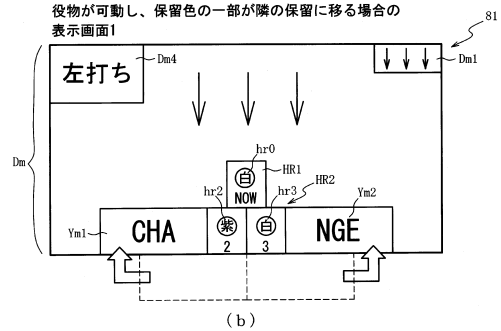 役物が可動し、保留色の一部が隣の保留に移る場合の
表示画面1
81
左打ち
Dm4
Dm1
Dm
hr0
白
HR1
NOW
hr2
hr3
HR2
Ym2
Ym1
CHA
紫
白
NGE
2
3
(b)